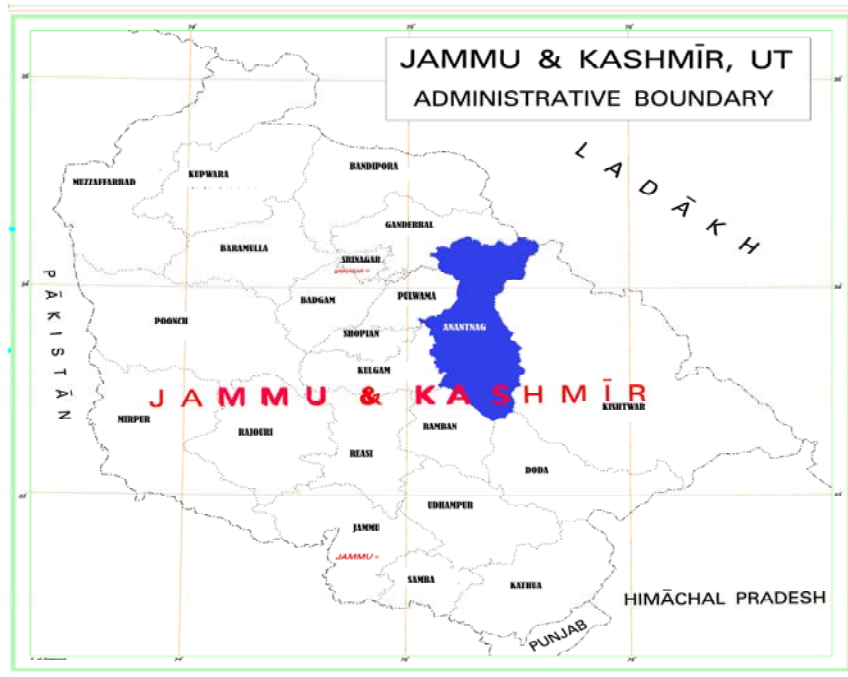 JAMMU & KASHMĪR, UT
ADMINISTRATIVE BOUNDARY
LADĀKH
BANDIPORA
KUPWARA
MUZZAFFARRAD
GANDERBAL
BARAMULLA
SRINAGAR
PĀKISTĀN
BADGAM
PULWAMA
POONCH
ANANTNAG
SHOPIAN
KULGAM
JAMMU & KASHMĪR
KISHTWAR
MIRPUR
RAJOURI
RAMBAN
REASI
DODA
UDHAMPUR
JAMMU
JAMMU
SAMBA
KATHUA
HIMĀCHAL PRADESH
PUNJAB